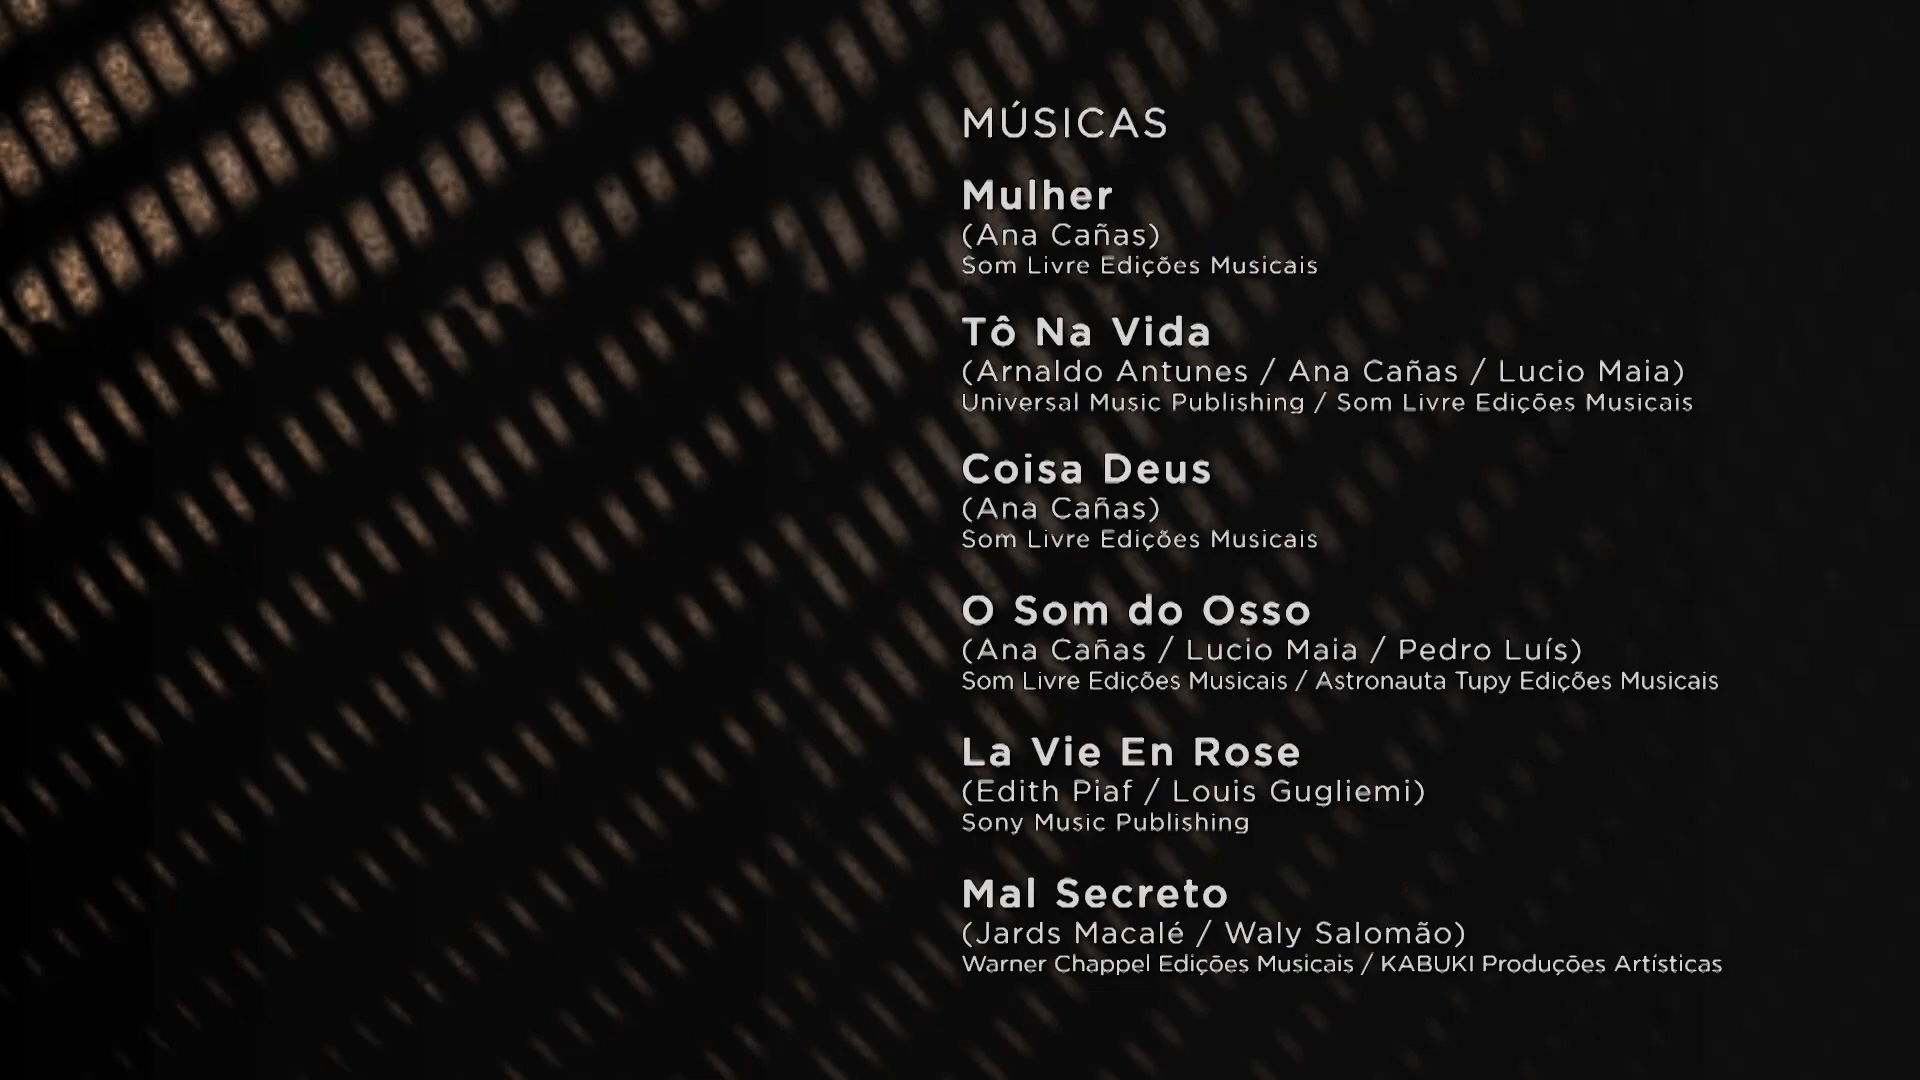 MÚSICAS
Mulher
(Ana Cañas)
Som Livre Edições Musicais
Tô Na Vida
(Arnaldo Antunes / Ana Cañas / Lucio Maia)
Universal Music Publishing / Som Livre Edições Musicais
Coisa Deus
(Ana Cañas)
Som Livre Edições Musicais
O Som do Osso
(Ana Cañas / Lucio Maia / Pedro Luís)
Som Livre Edições Musicais / Astronauta Tupy Edições Musicais
La Vie En Rose
(Edith Piaf / Louis Gugliemi)
Sony Music Publishing
Mal Secreto
(Jards Macalé / Waly Salomão)
Warner Chappel Edições Musicais / KABUKI Produções Artísticas